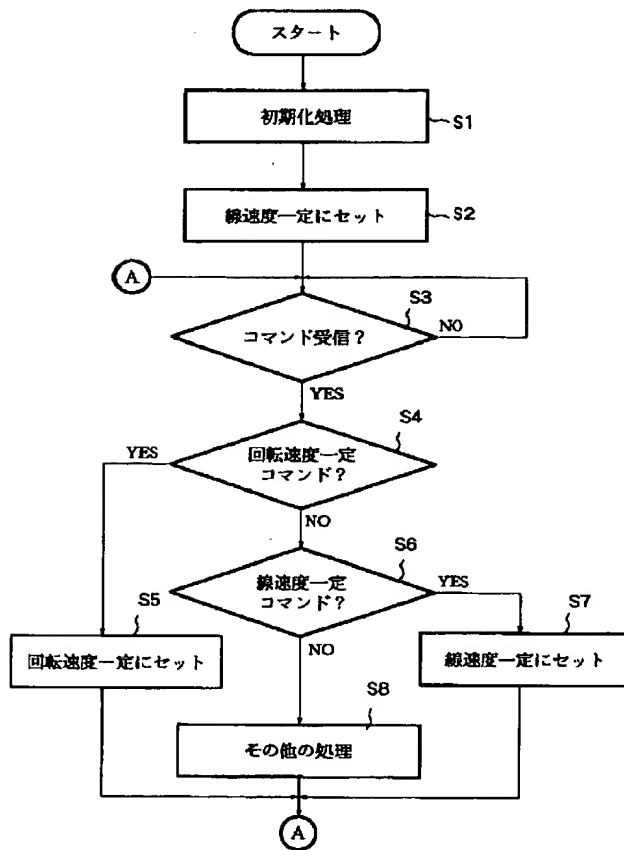 スタート
初期化処理
S1
線速度一定にセット
S2
A
S3
コマンド受信？
NO
YES
S4
YES
回転速度一定
コマンド？
NO
S6
線速度一定
コマンド？
YES
S5
S7
回転速度一定にセット
NO
線速度一定にセット
S8
その他の処理
A